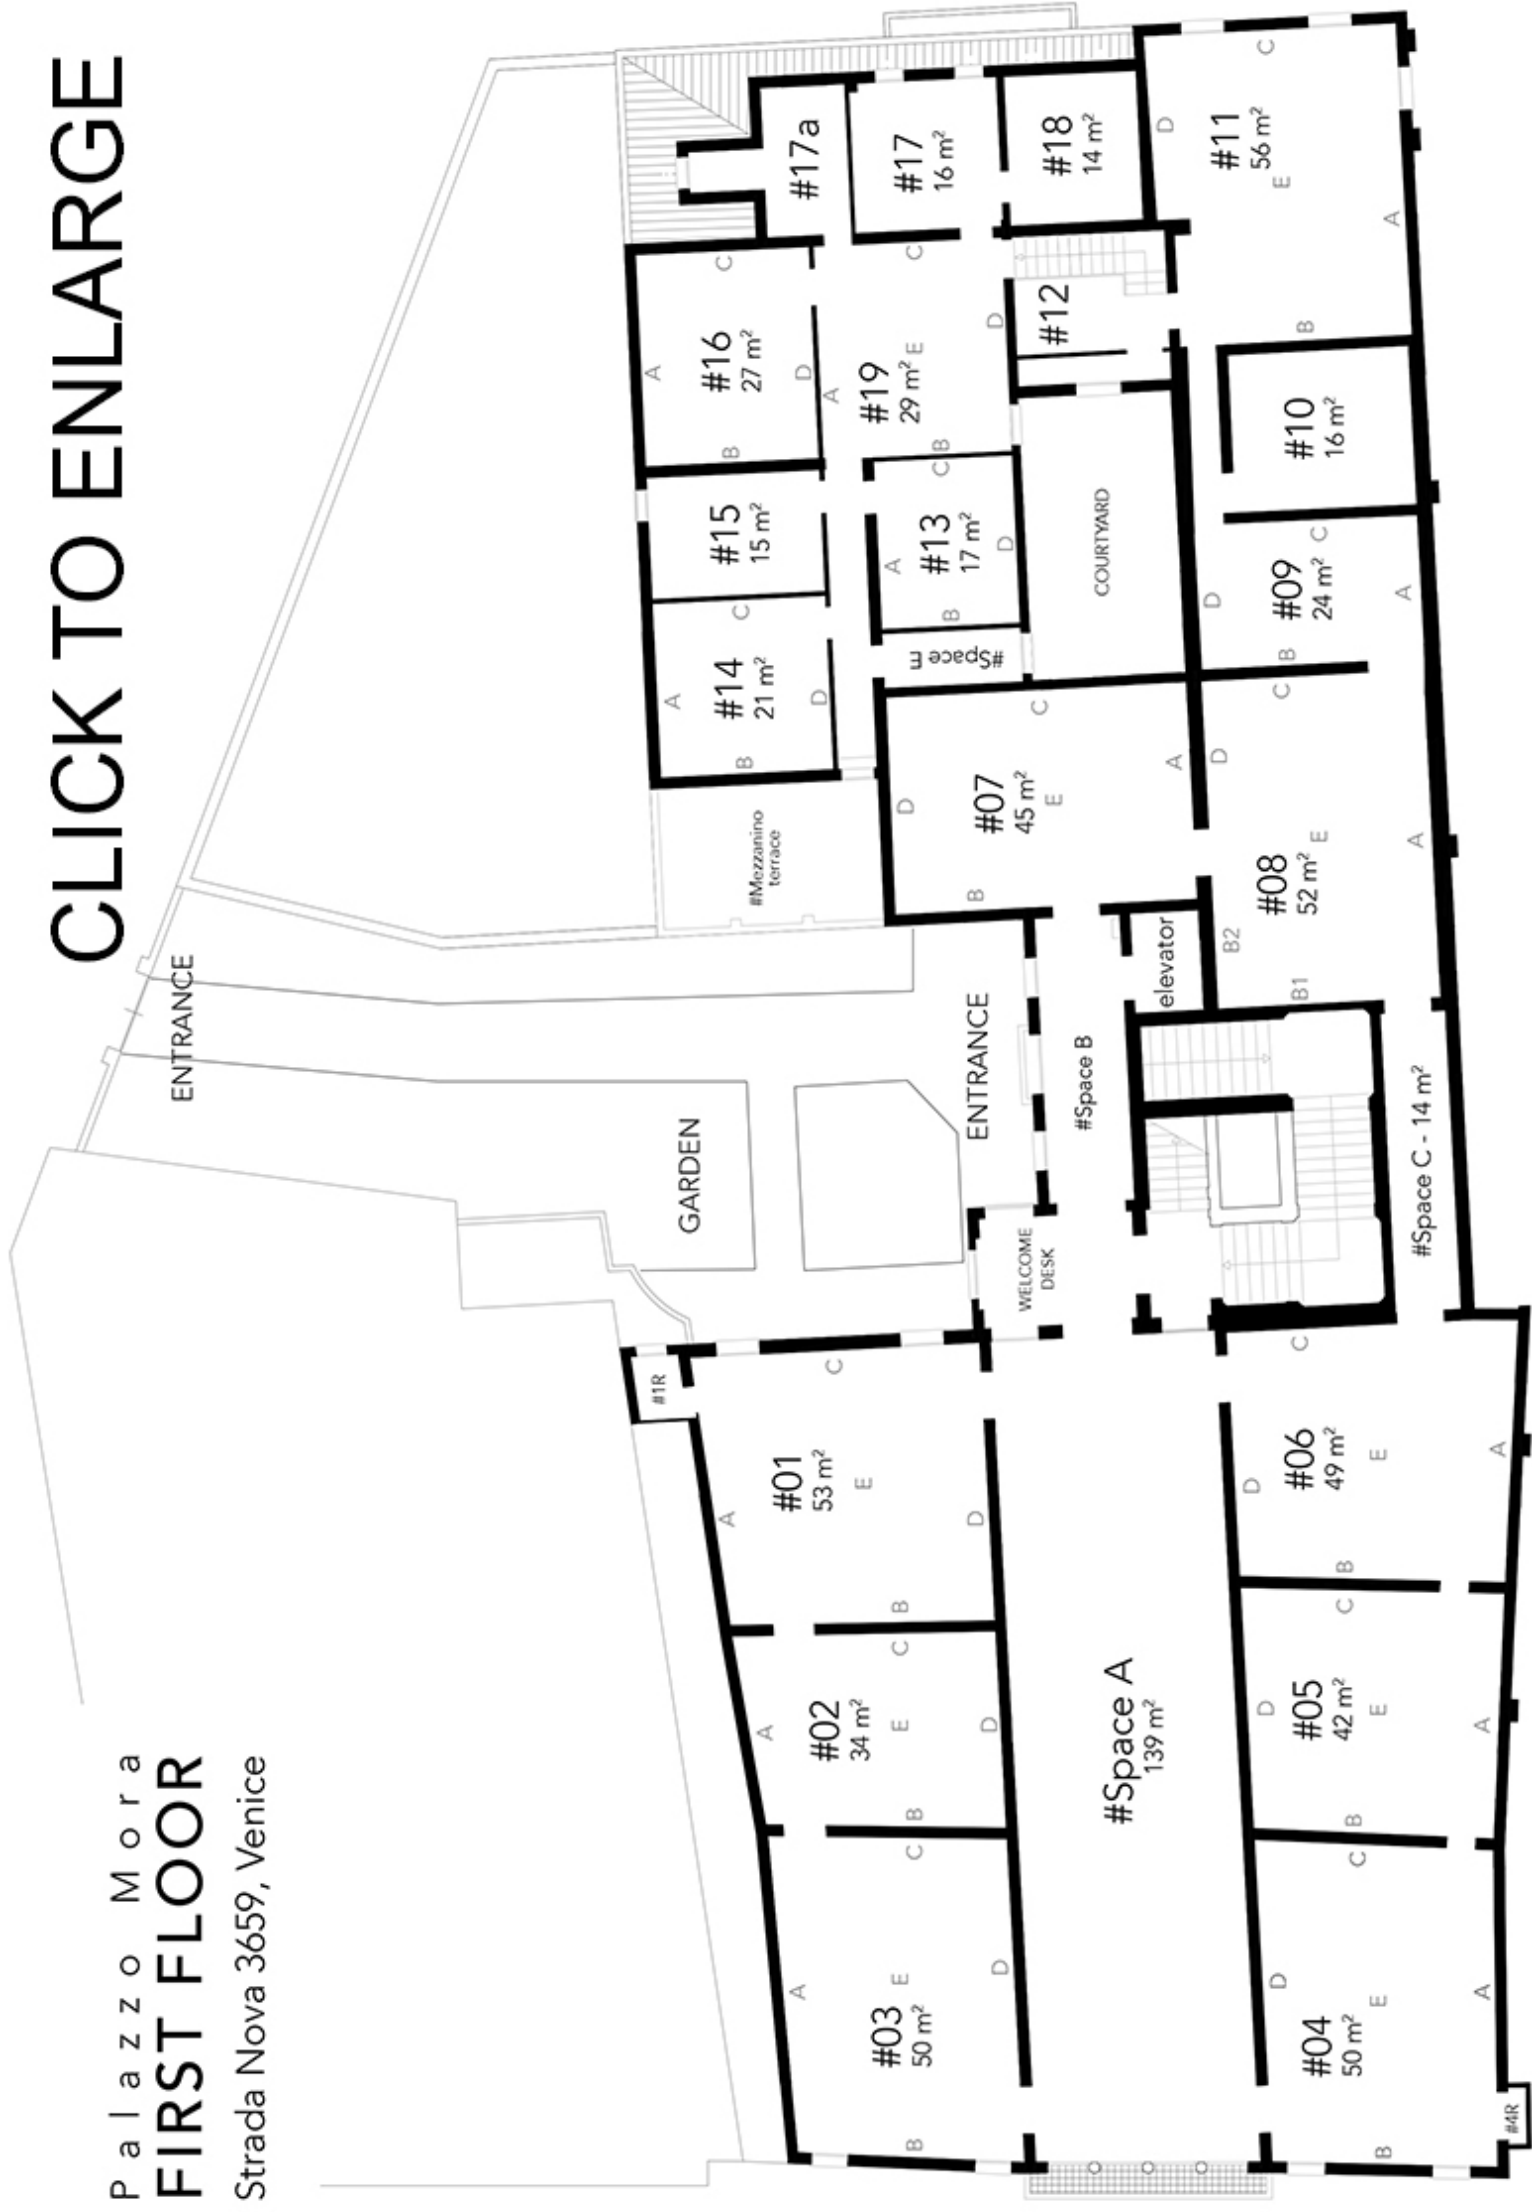 Palazzo Mora
FIRST FLOOR
Strada Nova 3659, Venice
CLICK TO ENLARGE
ENTRANCE
GARDEN
ENTRANCE
WELCOME
DESK
#Space B
elevator
#Mezzanino
terrace
#1R
#01
53 m²
A
B
C
D
E
#02
34 m²
A
B
C
D
E
#03
50 m²
A
B
C
D
E
#Space A
139 m²
#04
50 m²
A
B
C
D
E
#4R
#05
42 m²
A
B
C
D
E
#06
49 m²
A
B
C
D
E
#Space C - 14 m²
#07
45 m²
A
B
C
D
E
#08
52 m²
A
B1
B2
C
D
E
#09
24 m²
A
B
C
D
#10
16 m²
#11
56 m²
A
B
C
D
E
#12
COURTYARD
#Space E
#13
17 m²
A
B
C
D
#14
21 m²
A
B
C
D
#15
15 m²
#16
27 m²
A
B
C
D
#17a
#17
16 m²
#18
14 m²
#19
29 m²
A
B
C
D
E